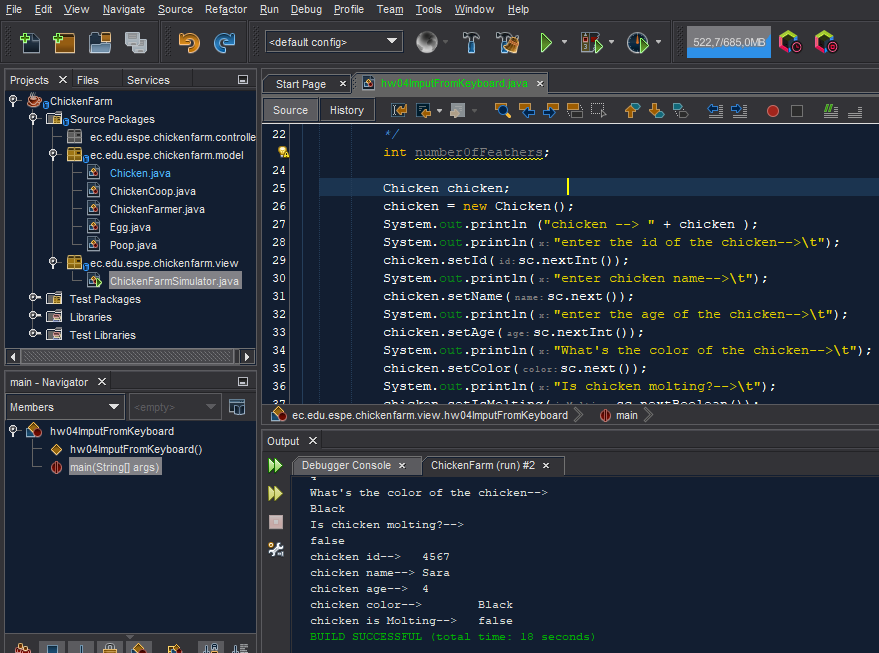 File Edit View Navigate Source Refactor Run Debug Profile Team Tools Window Help
<default config>
522,7/685,0MB
Projects
Files
Services
ChickenFarm
Source Packages
ec.edu.espe.chickenfarm.controlle
ec.edu.espe.chickenfarm.model
Chicken.java
ChickenCoop.java
ChickenFarmer.java
Egg.java
Poop.java
ec.edu.espe.chickenfarm.view
ChickenFarmSimulator.java
Test Packages
Libraries
Test Libraries
main - Navigator
Members
<empty>
hw04ImputFromKeyboard
hw04ImputFromKeyboard()
main(String[] args)
Start Page
hw04ImputFromKeyboard.java
Source
History
22 */
int numberOfFeathers;
24
25 Chicken chicken;
26 chicken = new Chicken();
27 System.out.println ("chicken --> " + chicken );
28 System.out.println( x: "enter the id of the chicken-->\t");
29 chicken.setId( id: sc.nextInt());
30 System.out.println( x: "enter chicken name-->\t");
31 chicken.setName( name: sc.next());
32 System.out.println( x: "enter the age of the chicken-->\t");
33 chicken.setAge( age: sc.nextInt());
34 System.out.println( x: "What's the color of the chicken-->\t");
35 chicken.setColor( color: sc.next());
36 System.out.println( x: "Is chicken molting?-->\t");
37 chicken.setIsMolting( sc.nextBoolean());
ec.edu.espe.chickenfarm.view.hw04ImputFromKeyboard
main
Output
Debugger Console
ChickenFarm (run) #2
4
What's the color of the chicken-->
Black
Is chicken molting?-->
false
chicken id--> 4567
chicken name--> Sara
chicken age--> 4
chicken color--> Black
chicken is Molting--> false
BUILD SUCCESSFUL (total time: 18 seconds)